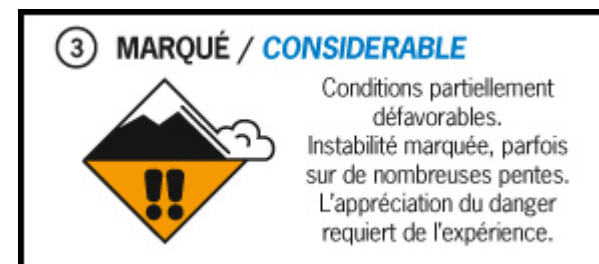 3 MARQUÉ / CONSIDERABLE
Conditions partiellement
défavorables.
Instabilité marquée, parfois
sur de nombreuses pentes.
L'appréciation du danger
requiert de l'expérience.
!!